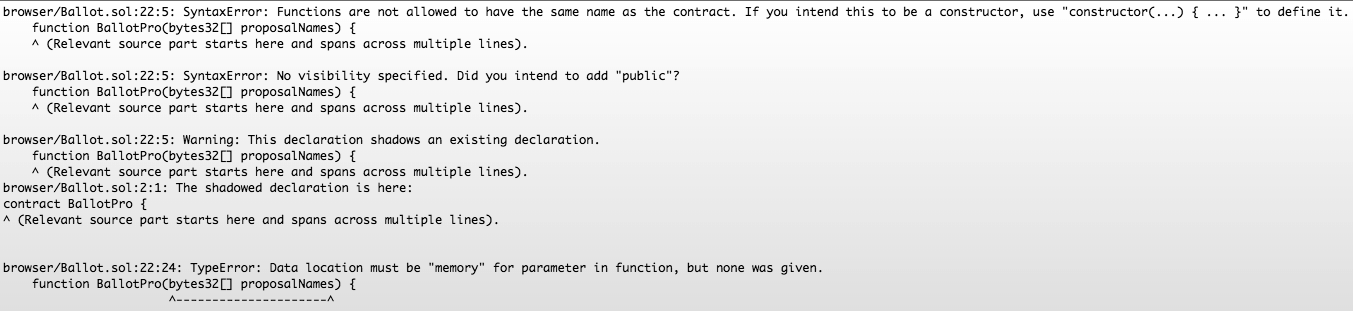 browser/Ballot.sol:22:5: SyntaxError: Functions are not allowed to have the same name as the contract. If you intend this to be a constructor, use "constructor(...) { ... }" to define it.
    function BallotPro(bytes32[] proposalNames) {
    ^ (Relevant source part starts here and spans across multiple lines).
browser/Ballot.sol:22:5: SyntaxError: No visibility specified. Did you intend to add "public"?
    function BallotPro(bytes32[] proposalNames) {
    ^ (Relevant source part starts here and spans across multiple lines).
browser/Ballot.sol:22:5: Warning: This declaration shadows an existing declaration.
    function BallotPro(bytes32[] proposalNames) {
    ^ (Relevant source part starts here and spans across multiple lines).
browser/Ballot.sol:2:1: The shadowed declaration is here:
contract BallotPro {
^ (Relevant source part starts here and spans across multiple lines).
browser/Ballot.sol:22:24: TypeError: Data location must be "memory" for parameter in function, but none was given.
    function BallotPro(bytes32[] proposalNames) {
                       ^---------------------^